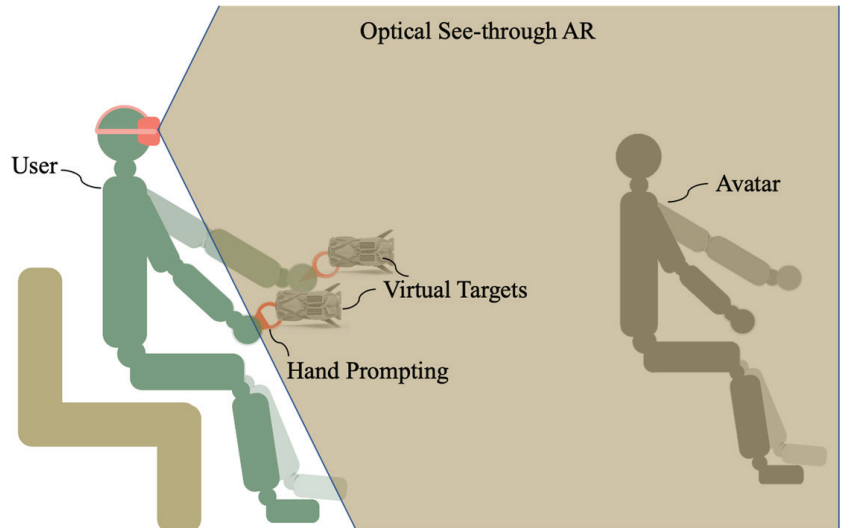 Optical See-through AR
User
Avatar
Virtual Targets
Hand Prompting